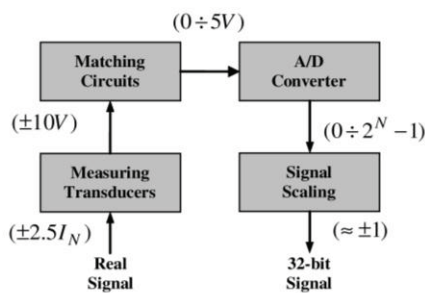 (0÷5V)
Matching
Circuits
A/D
Converter
(±10V)
(0÷2^N −1)
Measuring
Transducers
Signal
Scaling
(±2.5I_N)
(≈±1)
Real
Signal
32-bit
Signal